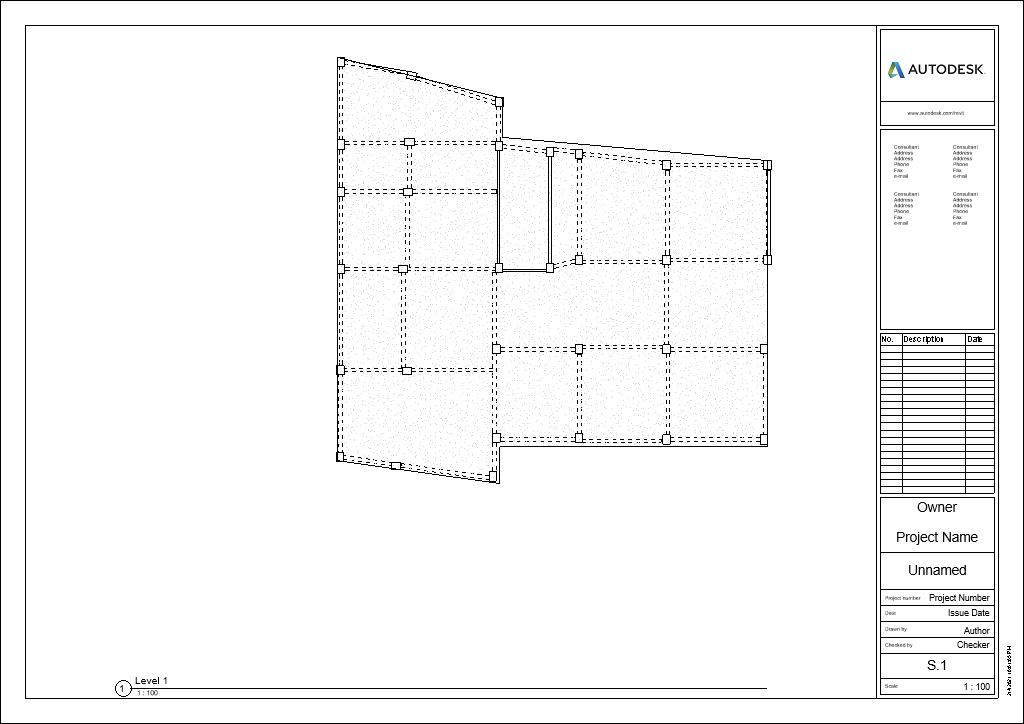 AUTODESK.
www.autodesk.com/revit
Consultant
Address
Address
Phone
Fax
e-mail
Consultant
Address
Address
Phone
Fax
e-mail
Consultant
Address
Address
Phone
Fax
e-mail
Consultant
Address
Address
Phone
Fax
e-mail
No. Description Date
Owner
Project Name
Unnamed
Project number Project Number
Date Issue Date
Drawn by Author
Checked by Checker
S.1
Scale 1 : 100
1 Level 1
1 : 100